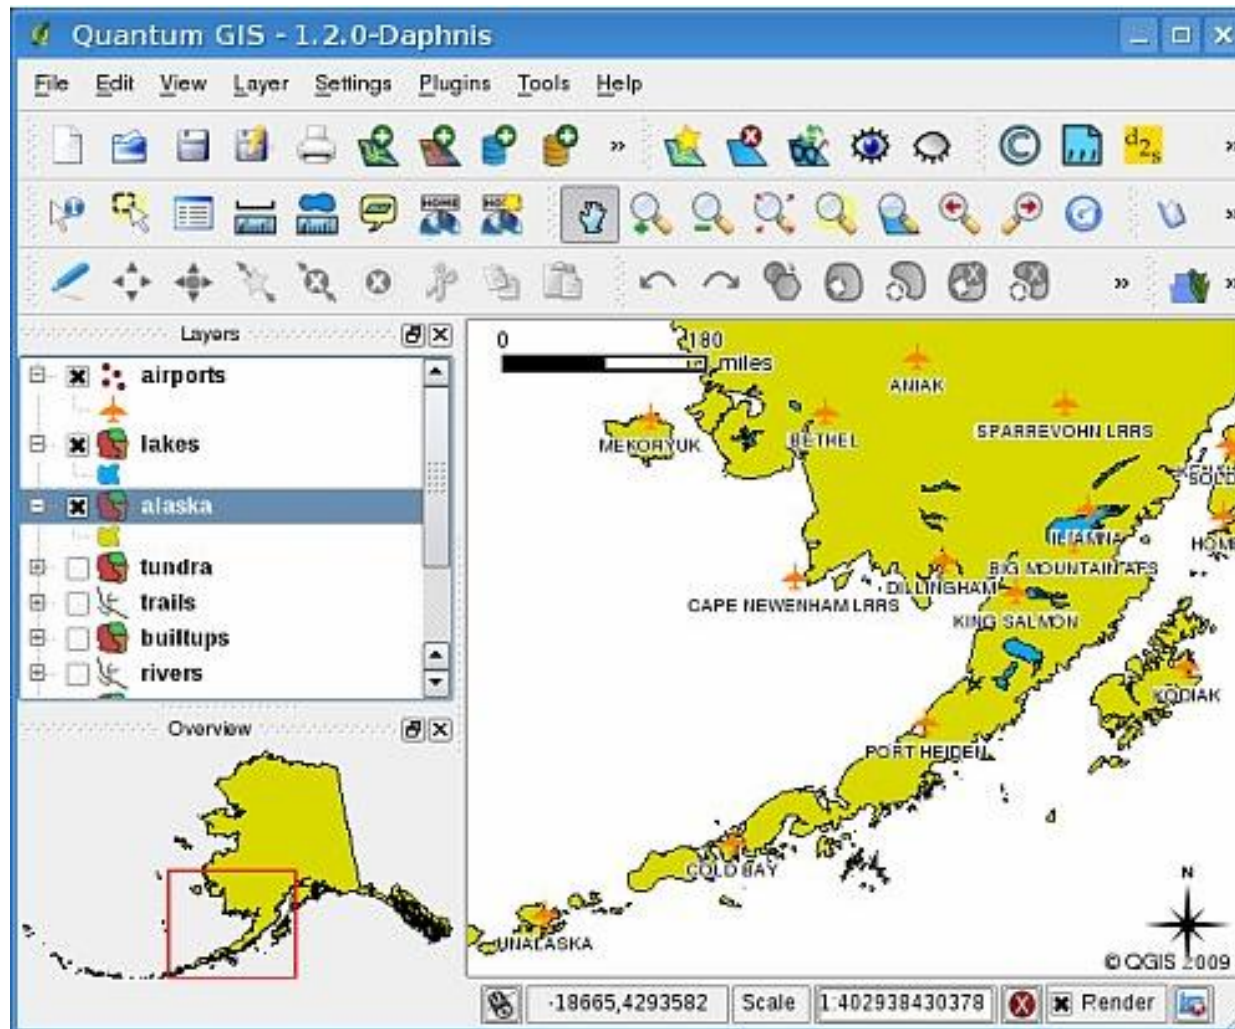 Quantum GIS - 1.2.0-Daphnis
File Edit View Layer Settings Plugins Tools Help
d2s
HOME
Layers
airports
lakes
alaska
tundra
trails
builtups
rivers
Overview
0 180
miles
ANIAK
MEKORYUK
BETHEL
SPARREVOHN LRRS
ILIAMNA
BIG MOUNTAIN AFS
DILLINGHAM
CAPE NEWENHAM LRRS
KING SALMON
KODIAK
PORT HEIDEN
COLD BAY
UNALASKA
N
© QGIS 2009
-18665,4293582 Scale 1:402938430378 Render